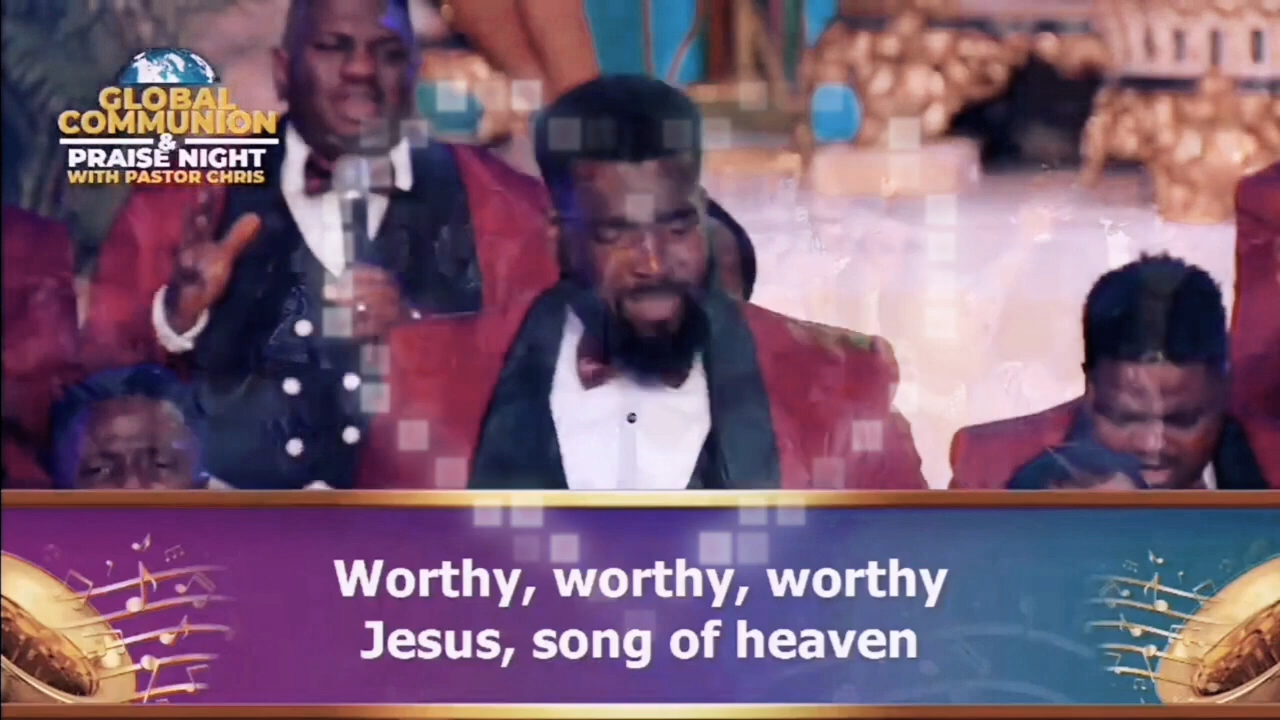 GLOBAL
COMMUNION
&
PRAISE NIGHT
WITH PASTOR CHRIS
Worthy, worthy, worthy
Jesus, song of heaven